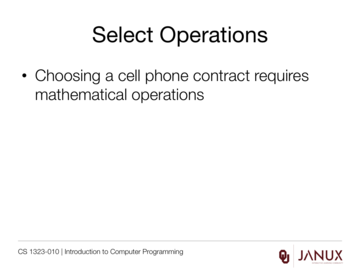 Select Operations
• Choosing a cell phone contract requires
mathematical operations
CS 1323-010 | Introduction to Computer Programming
JANUX